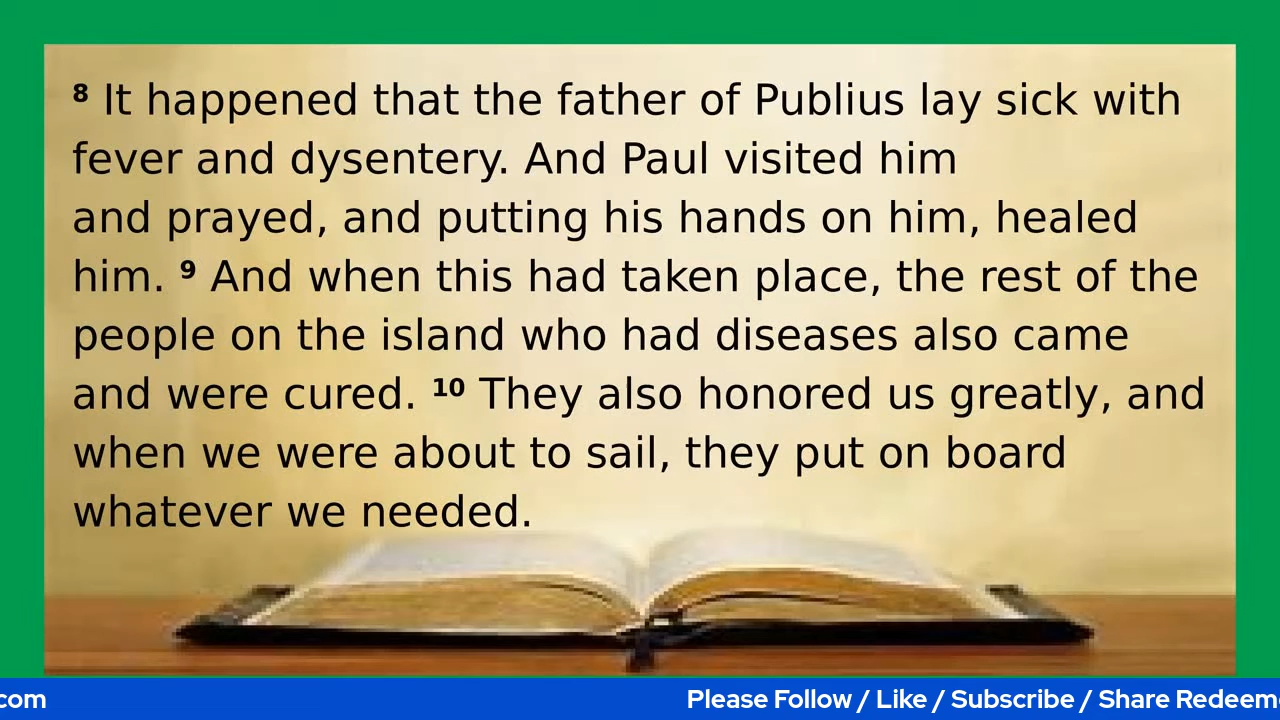 8 It happened that the father of Publius lay sick with
fever and dysentery. And Paul visited him
and prayed, and putting his hands on him, healed
him. 9 And when this had taken place, the rest of the
people on the island who had diseases also came
and were cured. 10 They also honored us greatly, and
when we were about to sail, they put on board
whatever we needed.
com Please Follow / Like / Subscribe / Share